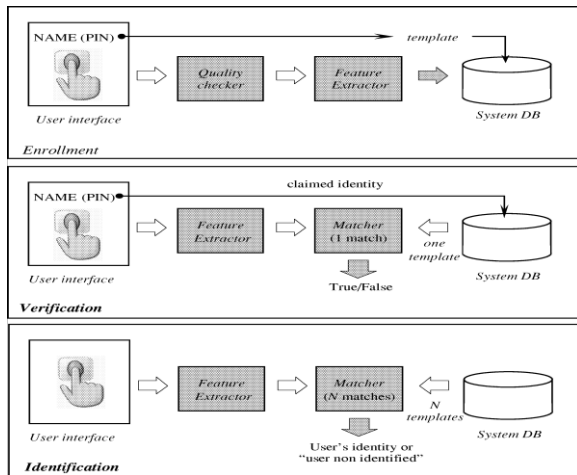 NAME (PIN)
template
Quality
checker
Feature
Extractor
User interface
System DB
Enrollment
claimed identity
NAME (PIN)
Feature
Extractor
Matcher
(1 match)
one
template
User interface
True/False
System DB
Verification
Feature
Extractor
Matcher
(N matches)
N
templates
User interface
System DB
User's identity or
"user non identified"
Identification